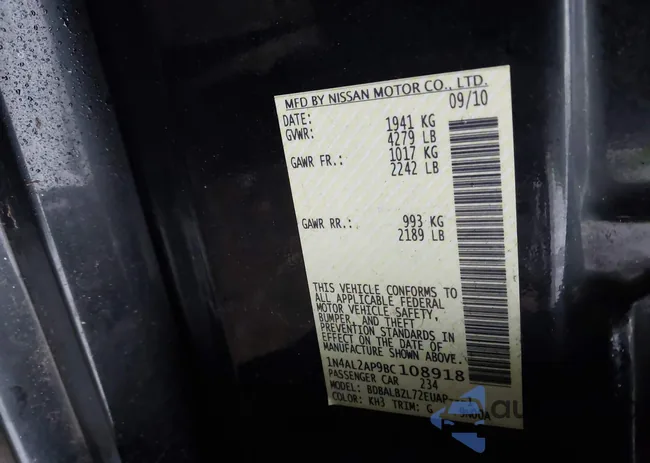 MFD BY NISSAN MOTOR CO., LTD.
DATE: 09/10
GVWR: 1941 KG
4279 LB
GAWR FR.: 1017 KG
2242 LB
GAWR RR.: 993 KG
2189 LB
THIS VEHICLE CONFORMS TO
ALL APPLICABLE FEDERAL
MOTOR VEHICLE SAFETY,
BUMPER, AND THEFT
PREVENTION STANDARDS IN
EFFECT ON THE DATE OF
MANUFACTURE SHOWN ABOVE.
1N4AL2AP9BC108918
PASSENGER CAR 234
MODEL: BDBALBZL72EUAP
COLOR: KH3 TRIM: G